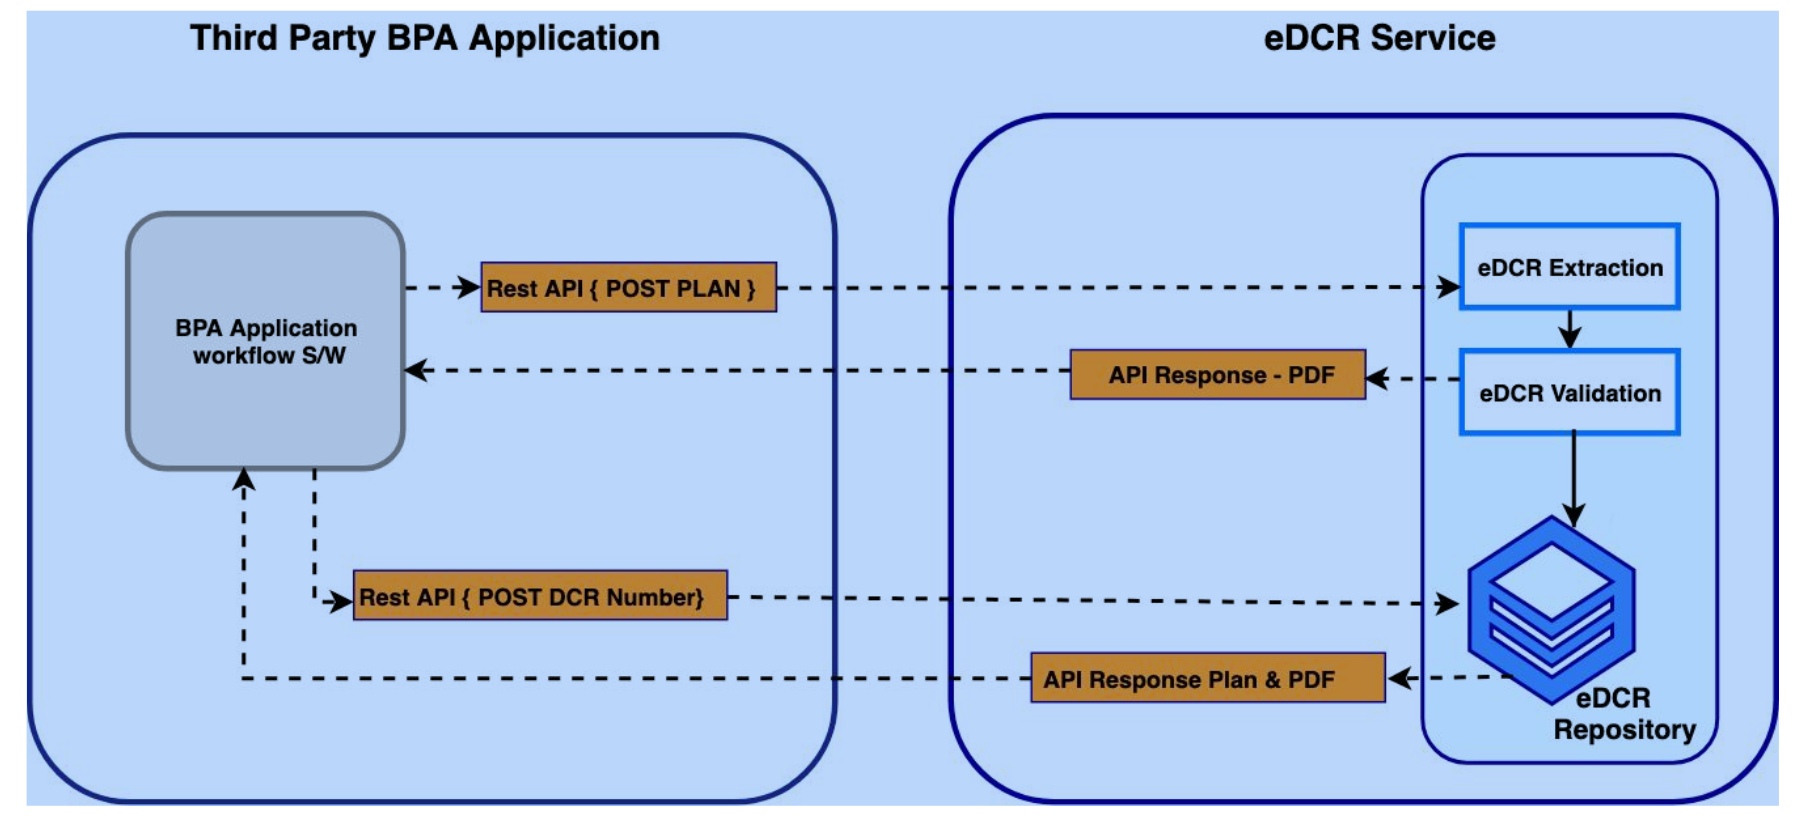 Third Party BPA Application
eDCR Service
eDCR Extraction
Rest API { POST PLAN }
BPA Application
workflow S/W
API Response - PDF
eDCR Validation
Rest API { POST DCR Number}
API Response Plan & PDF
eDCR
Repository